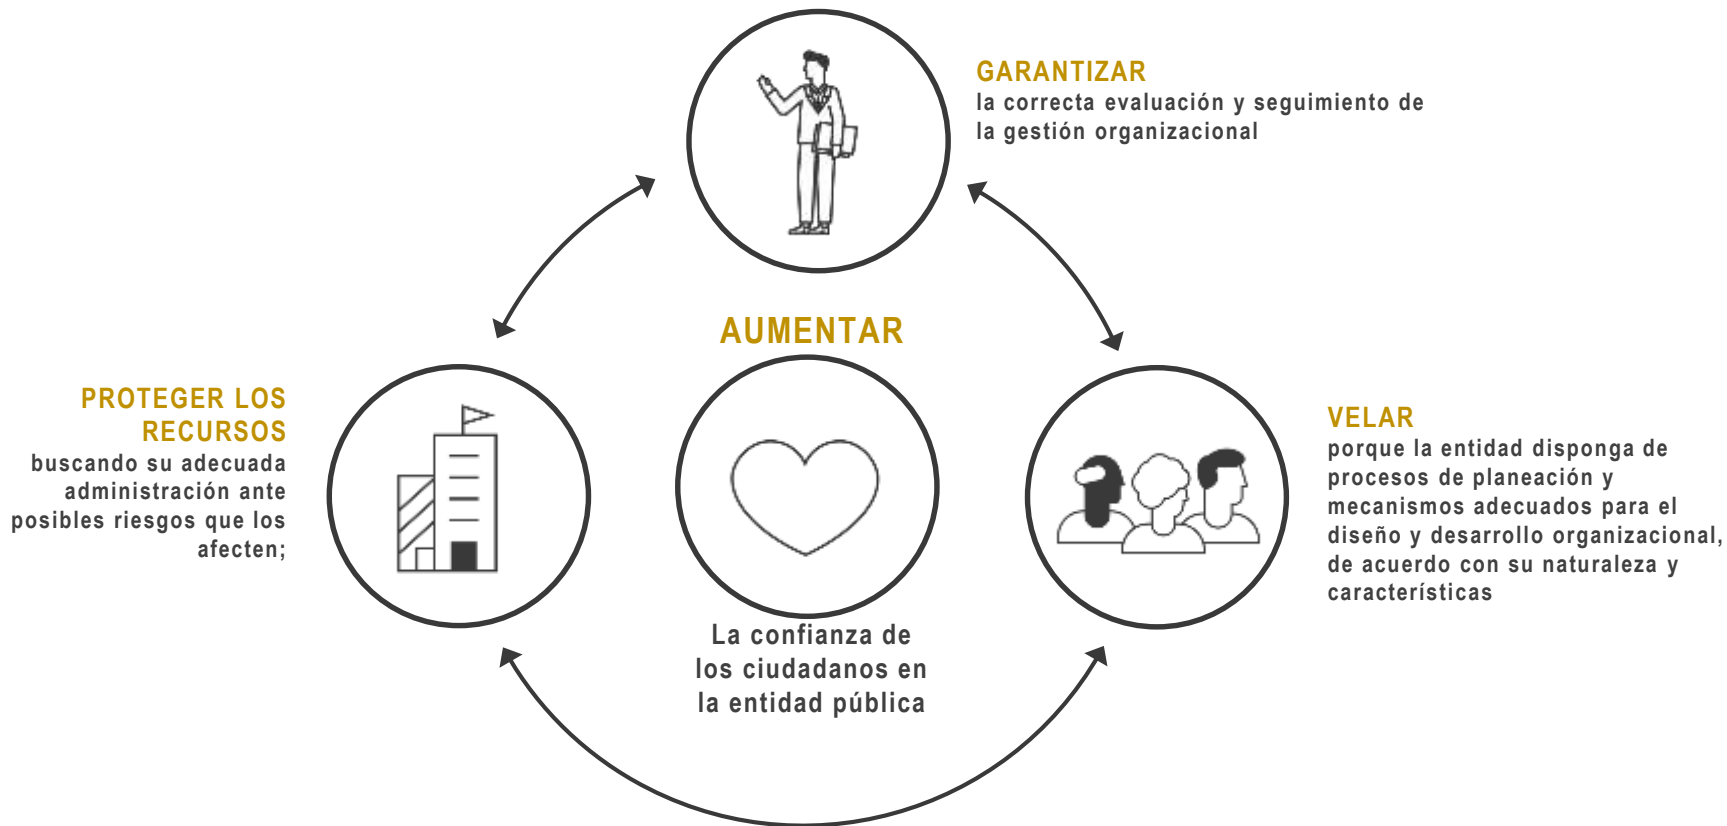 GARANTIZAR
la correcta evaluación y seguimiento de
la gestión organizacional
AUMENTAR
La confianza de
los ciudadanos en
la entidad pública
PROTEGER LOS
RECURSOS
buscando su adecuada
administración ante
posibles riesgos que los
afecten;
VELAR
porque la entidad disponga de
procesos de planeación y
mecanismos adecuados para el
diseño y desarrollo organizacional,
de acuerdo con su naturaleza y
características